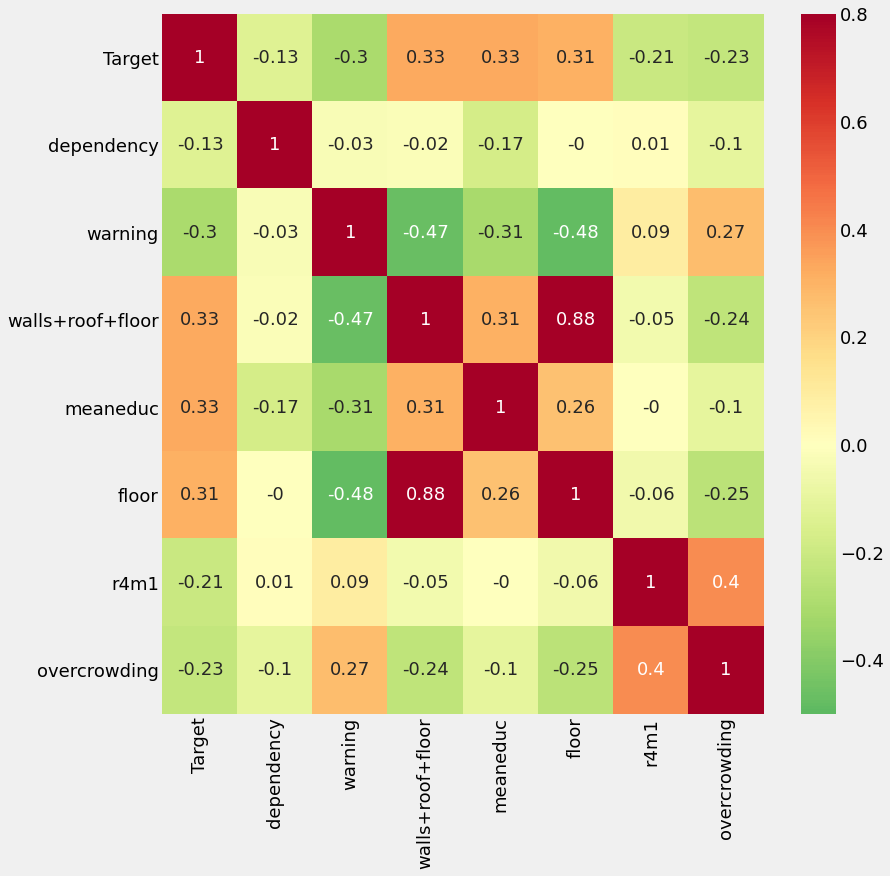 Target 1 -0.13 -0.3 0.33 0.33 0.31 -0.21 -0.23
dependency -0.13 1 -0.03 -0.02 -0.17 -0 0.01 -0.1
warning -0.3 -0.03 1 -0.47 -0.31 -0.48 0.09 0.27
walls+roof+floor 0.33 -0.02 -0.47 1 0.31 0.88 -0.05 -0.24
meaneduc 0.33 -0.17 -0.31 0.31 1 0.26 -0 -0.1
floor 0.31 -0 -0.48 0.88 0.26 1 -0.06 -0.25
r4m1 -0.21 0.01 0.09 -0.05 -0 -0.06 1 0.4
overcrowding -0.23 -0.1 0.27 -0.24 -0.1 -0.25 0.4 1
Target
dependency
warning
walls+roof+floor
meaneduc
floor
r4m1
overcrowding
0.8
0.6
0.4
0.2
0.0
−0.2
−0.4